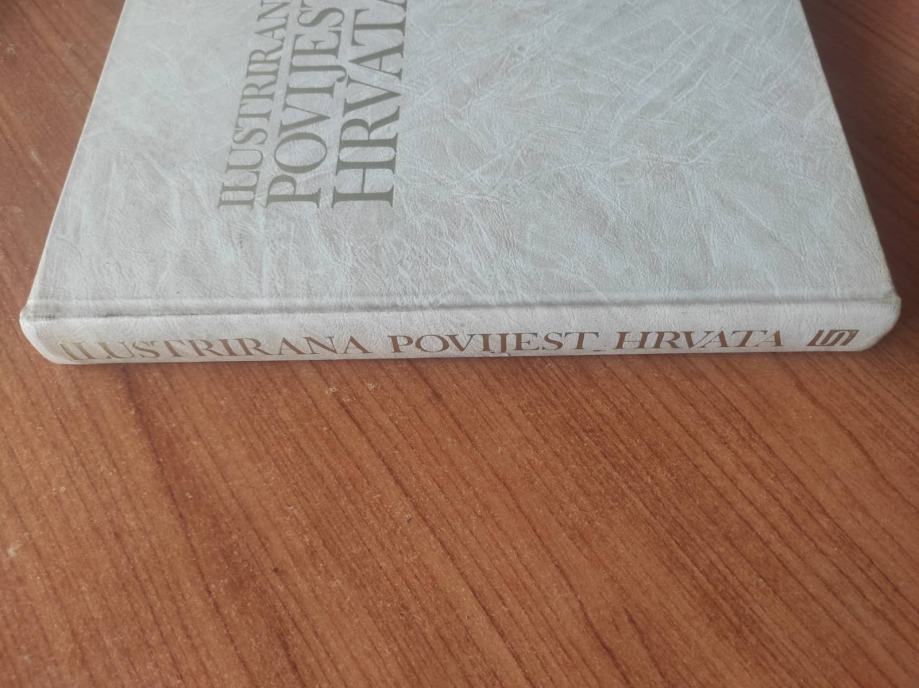 ILUSTRIRAN
POVIJEST
HRVATA
ILUSTRIRANA POVIJEST HRVATA